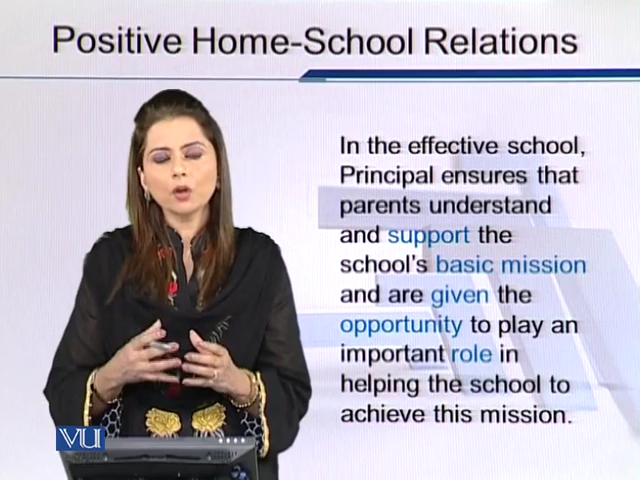 Positive Home-School Relations
In the effective school,
Principal ensures that
parents understand
and support the
school's basic mission
and are given the
opportunity to play an
important role in
helping the school to
achieve this mission.
VU